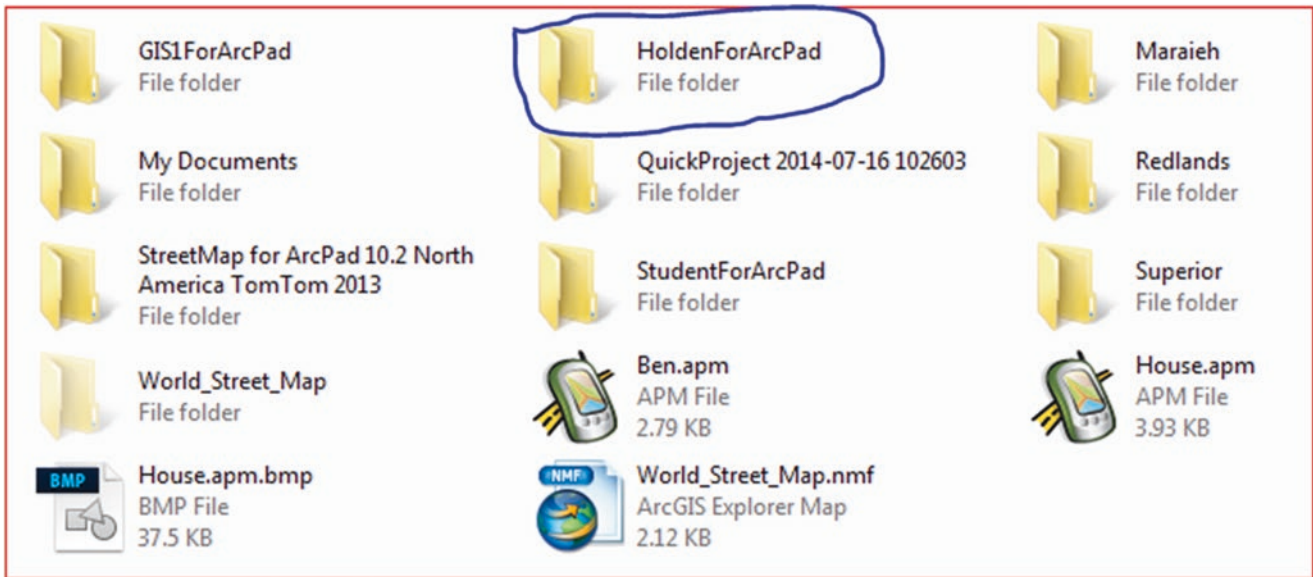 GIS1ForArcPad
File folder
HoldenForArcPad
File folder
Maraieh
File folder
My Documents
File folder
QuickProject 2014-07-16 102603
File folder
Redlands
File folder
StreetMap for ArcPad 10.2 North
America TomTom 2013
File folder
StudentForArcPad
File folder
Superior
File folder
World_Street_Map
File folder
Ben.apm
APM File
2.79 KB
House.apm
APM File
3.93 KB
BMP
House.apm.bmp
BMP File
37.5 KB
NMF
World_Street_Map.nmf
ArcGIS Explorer Map
2.12 KB